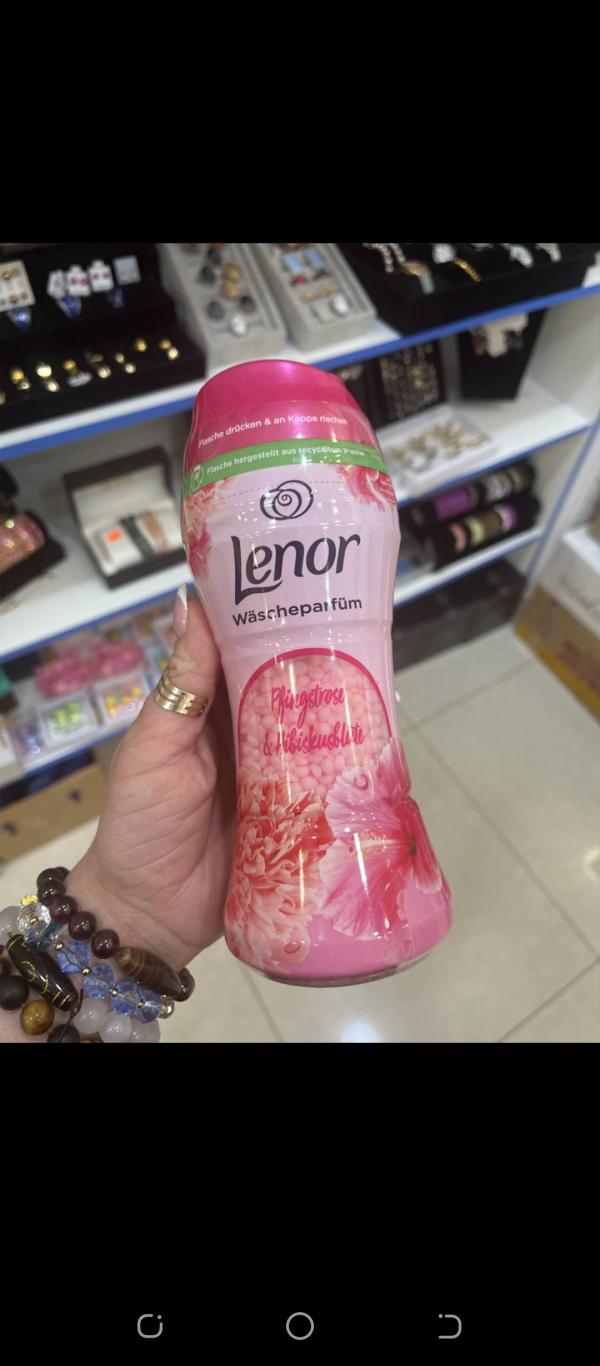 Flasche drücken & an Kappe riechen
Flasche hergestellt aus recyceltem Plastik
Lenor
Wäscheparfüm
Pfingstrose
& Hibiskusblüte